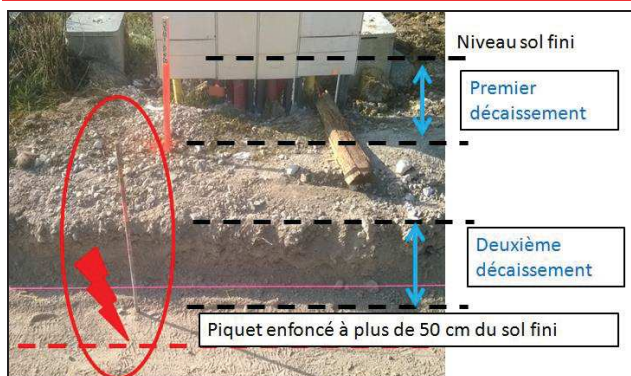 Niveau sol fini
Premier
décaissement
Deuxième
décaissement
Piquet enfoncé à plus de 50 cm du sol fini